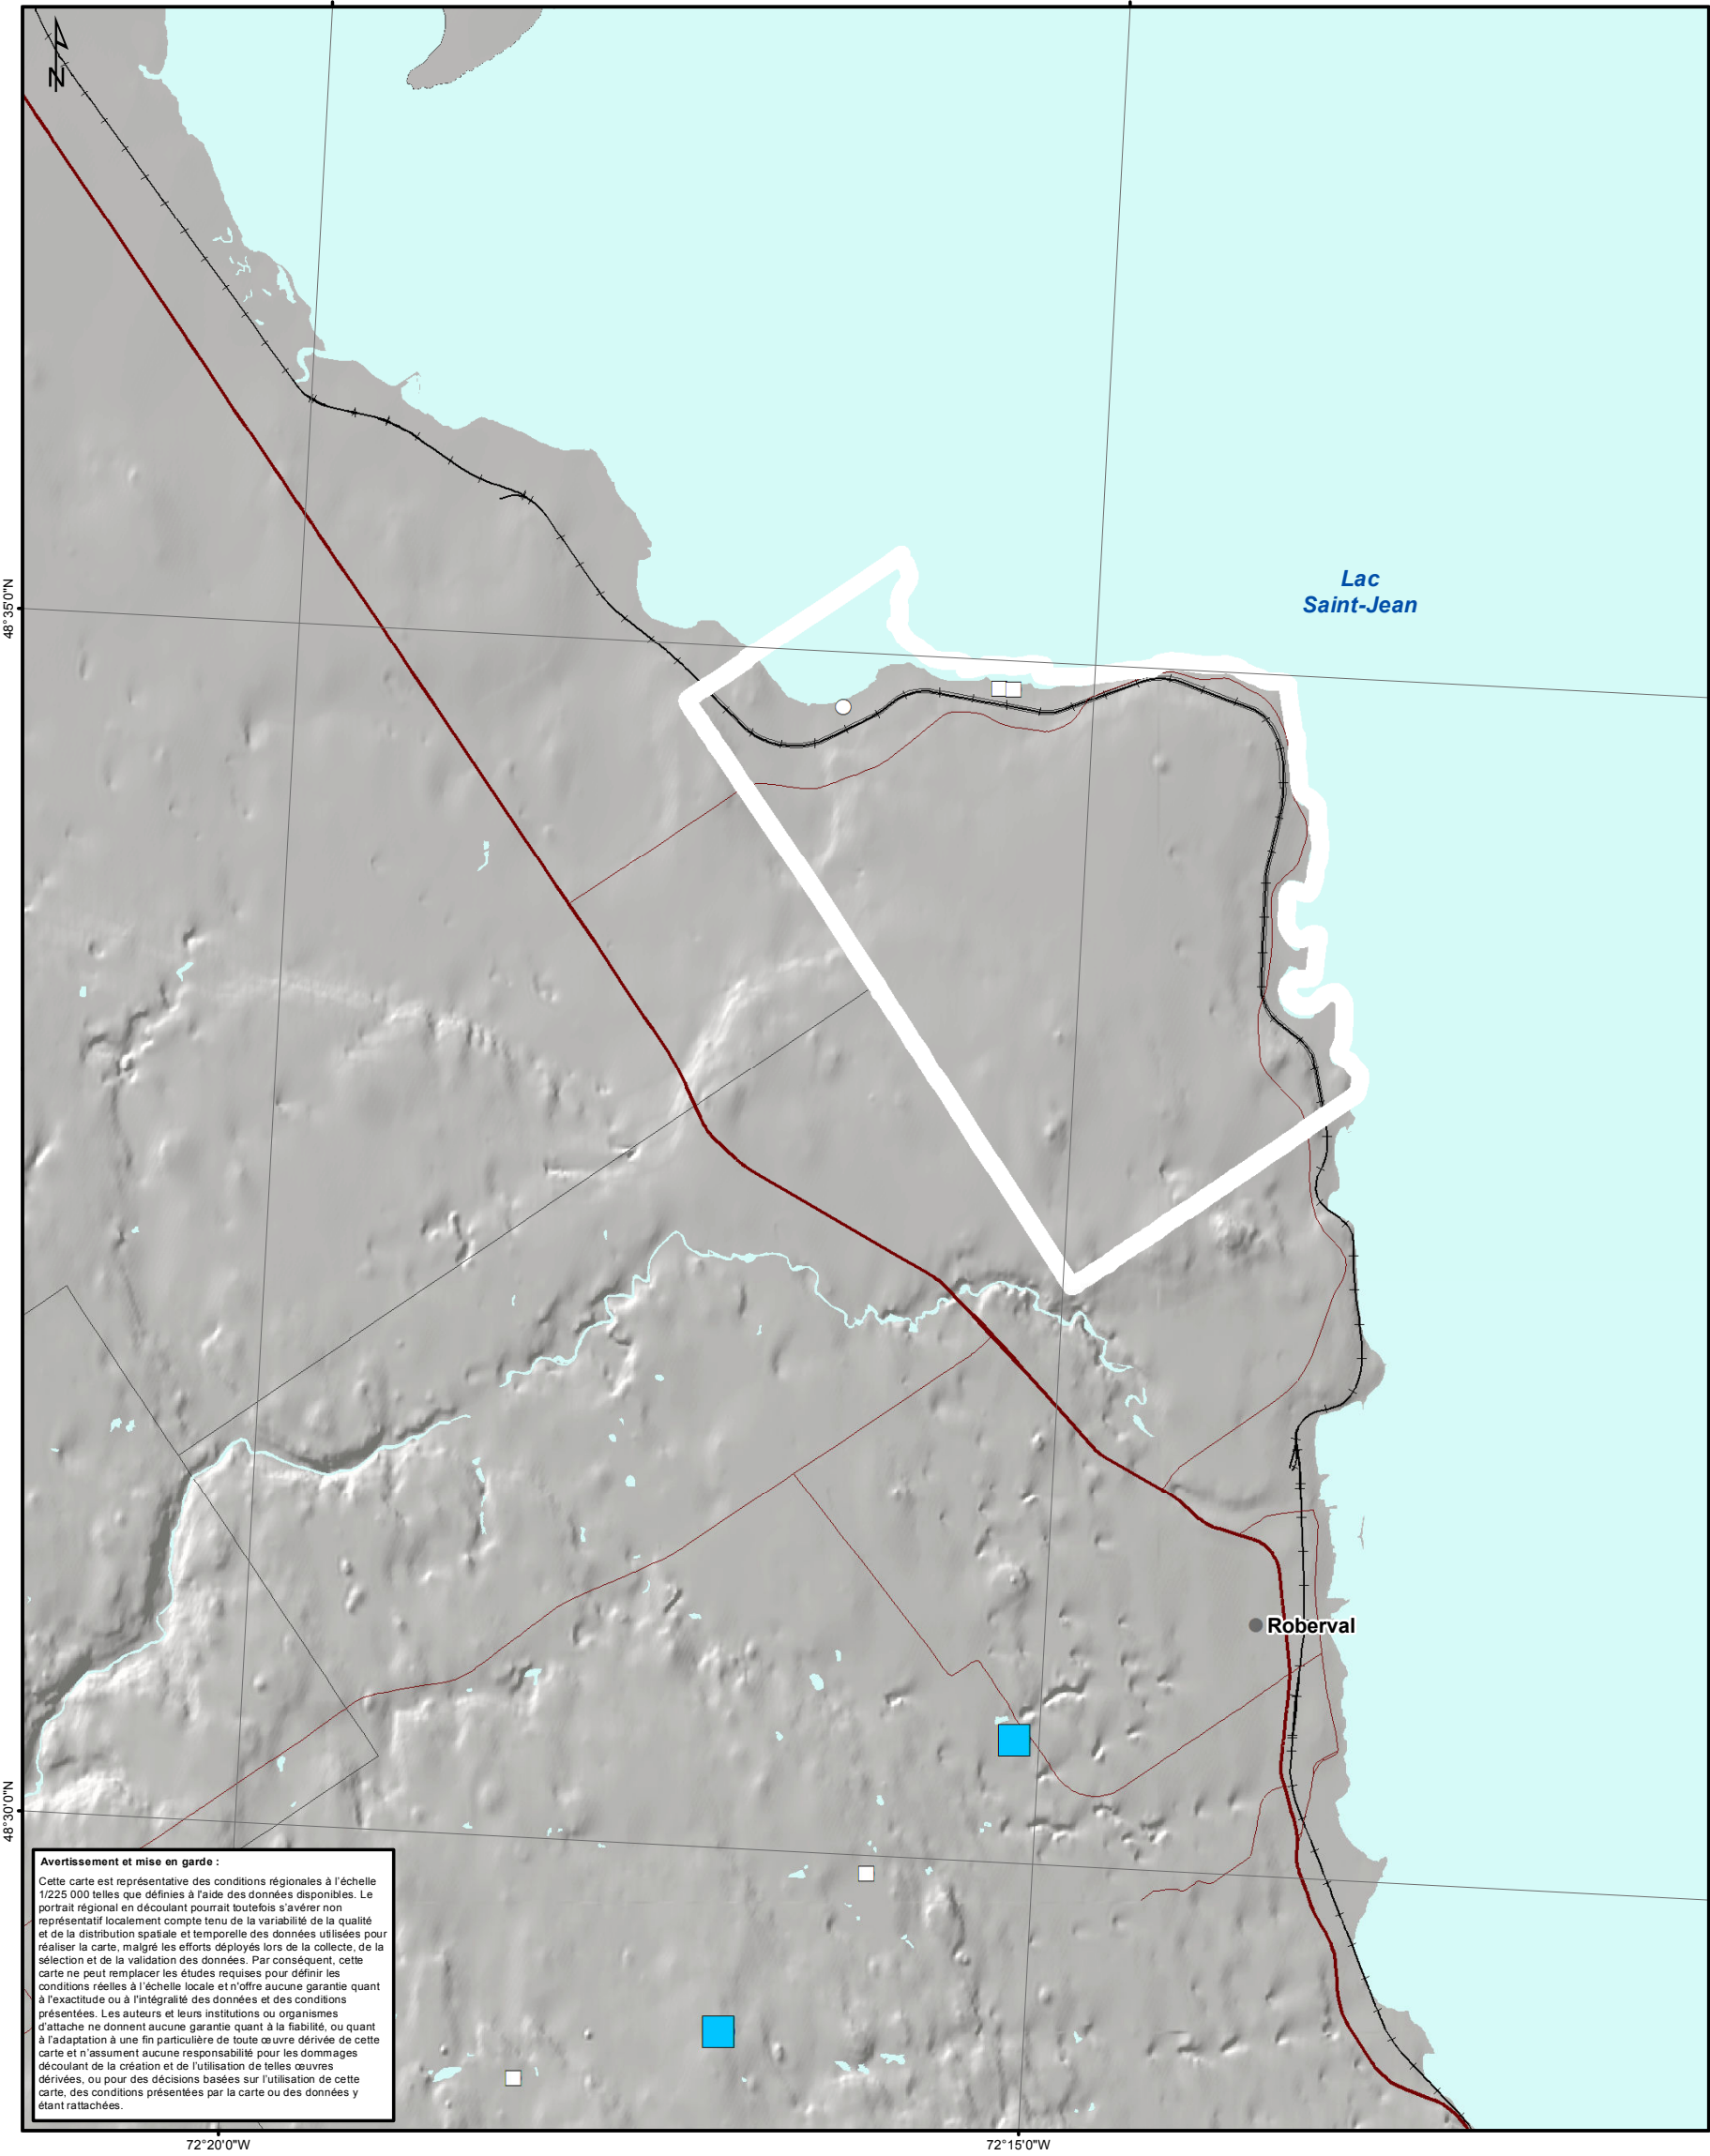 N
Lac
Saint-Jean
48°35'0"N
Roberval
48°30'0"N
Avertissement et mise en garde :
Cette carte est représentative des conditions régionales à l'échelle
1/225 000 telles que définies à l'aide des données disponibles. Le
portrait régional en découlant pourrait toutefois s'avérer non
représentatif localement compte tenu de la variabilité de la qualité
et de la distribution spatiale et temporelle des données utilisées pour
réaliser la carte, malgré les efforts déployés lors de la collecte, de la
sélection et de la validation des données. Par conséquent, cette
carte ne peut remplacer les études requises pour définir les
conditions réelles à l'échelle locale et n'offre aucune garantie quant
à l'exactitude ou à l'intégralité des données et des conditions
présentées. Les auteurs et leurs institutions ou organismes
d'attache ne donnent aucune garantie quant à la fiabilité, ou quant
à l'adaptation à une fin particulière de toute œuvre dérivée de cette
carte et n'assument aucune responsabilité pour les dommages
découlant de la création et de l'utilisation de telles œuvres
dérivées, ou pour des décisions basées sur l'utilisation de cette
carte, des conditions présentées par la carte ou des données y
étant rattachées.
72°20'0"W
72°15'0"W